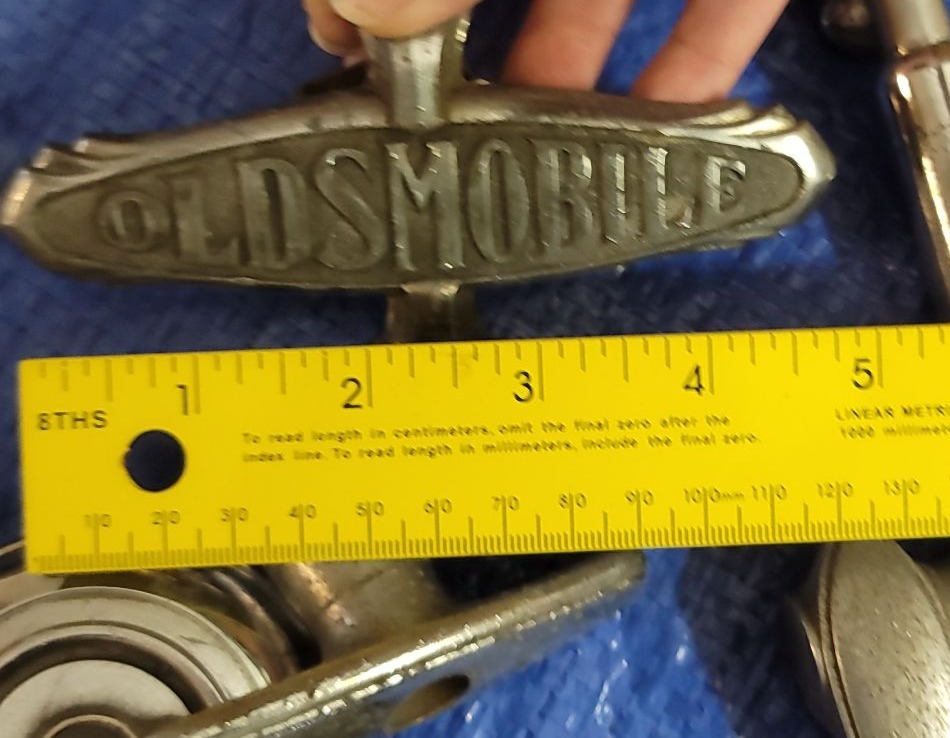 OLDSMOBILE
1 2 3 4 5
8THS
To read length in centimeters, omit the final zero after the
index line. To read length in millimeters, include the final zero.
LINEAR METRI
1000 millimete
10 20 30 40 50 60 70 80 90 100mm 110 120 130